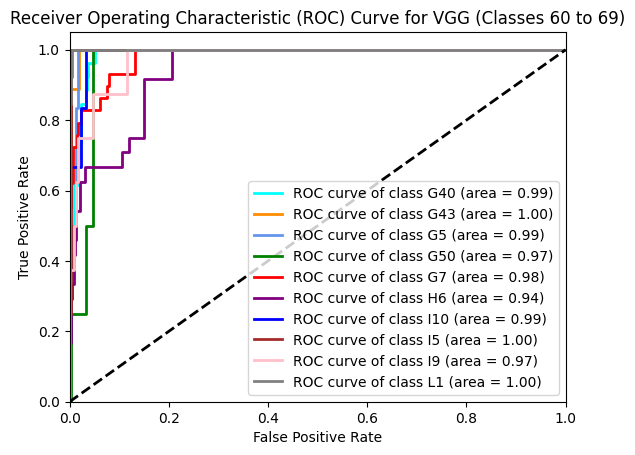 Receiver Operating Characteristic (ROC) Curve for VGG (Classes 60 to 69)
True Positive Rate
1.0
0.8
0.6
0.4
0.2
0.0
ROC curve of class G40 (area = 0.99)
ROC curve of class G43 (area = 1.00)
ROC curve of class G5 (area = 0.99)
ROC curve of class G50 (area = 0.97)
ROC curve of class G7 (area = 0.98)
ROC curve of class H6 (area = 0.94)
ROC curve of class I10 (area = 0.99)
ROC curve of class I5 (area = 1.00)
ROC curve of class I9 (area = 0.97)
ROC curve of class L1 (area = 1.00)
0.0 0.2 0.4 0.6 0.8 1.0
False Positive Rate